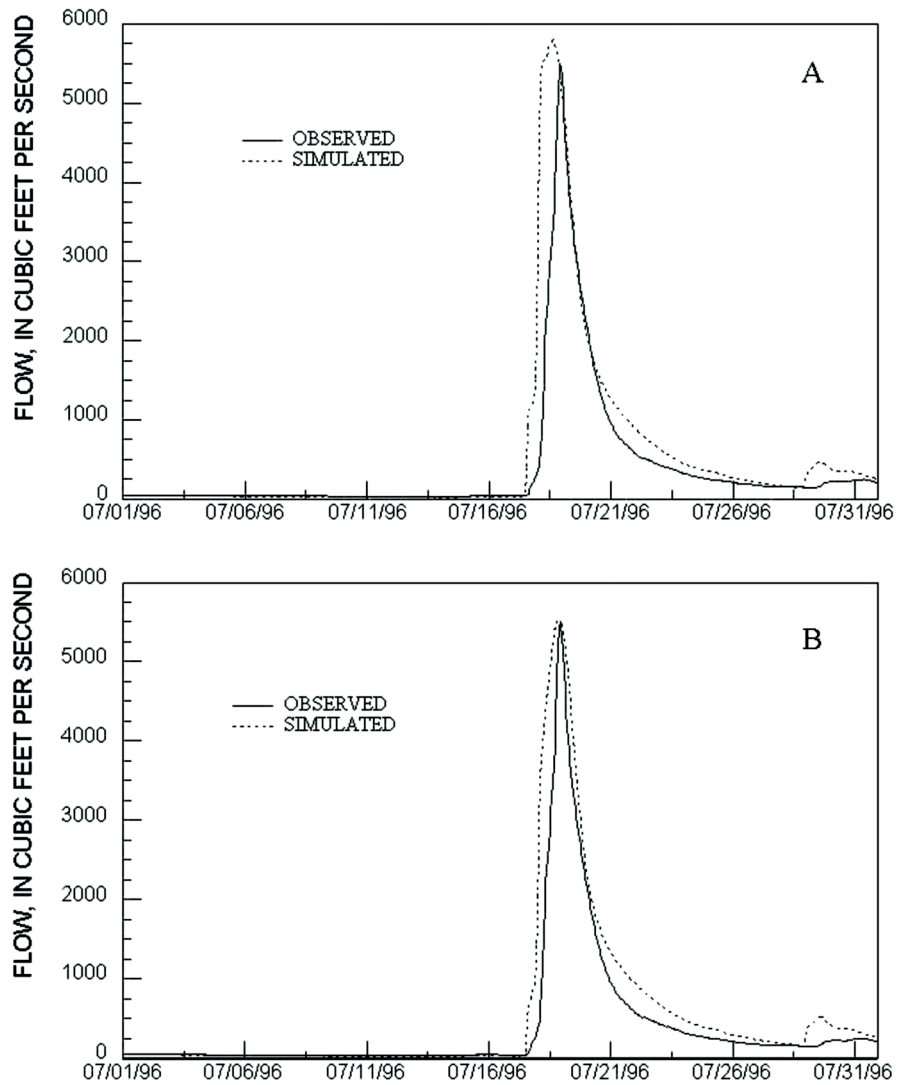 FLOW, IN CUBIC FEET PER SECOND
6000
5000
4000
3000
2000
1000
0
A
OBSERVED
SIMULATED
07/01/96 07/06/96 07/11/96 07/16/96 07/21/96 07/26/96 07/31/96
FLOW, IN CUBIC FEET PER SECOND
6000
5000
4000
3000
2000
1000
0
B
OBSERVED
SIMULATED
07/01/96 07/06/96 07/11/96 07/16/96 07/21/96 07/26/96 07/31/96